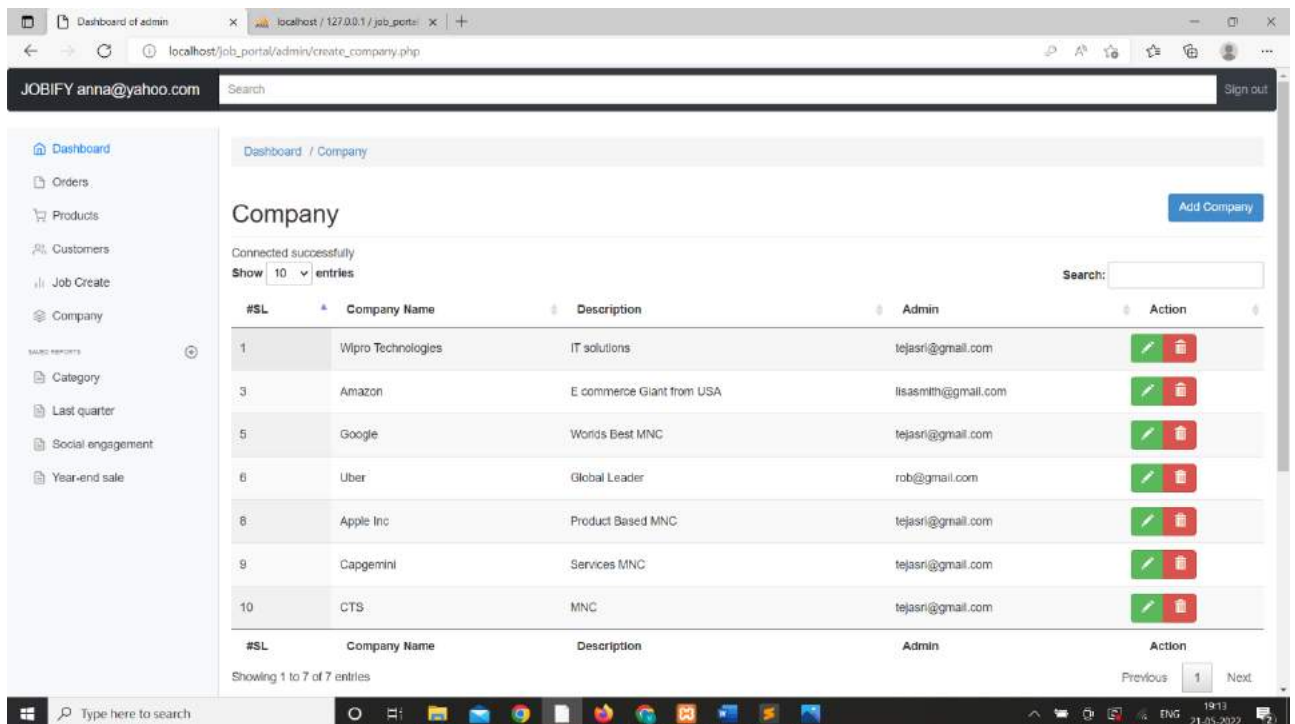 Dashboard of admin
localhost / 127.0.0.1 / job_portal
localhost/job_portal/admin/create_company.php
JOBIFY anna@yahoo.com Search Sign out
Dashboard
Orders
Products
Customers
Job Create
Company
SAVED REPORTS
Category
Last quarter
Social engagement
Year-end sale
Dashboard / Company
Company Add Company
Connected successfully
Show 10 entries Search:
#SL Company Name Description Admin Action
1 Wipro Technologies IT solutions tejasri@gmail.com
3 Amazon E commerce Giant from USA lisasmith@gmail.com
5 Google Worlds Best MNC tejasri@gmail.com
6 Uber Global Leader rob@gmail.com
8 Apple Inc Product Based MNC tejasri@gmail.com
9 Capgemini Services MNC tejasri@gmail.com
10 CTS MNC tejasri@gmail.com
#SL Company Name Description Admin Action
Showing 1 to 7 of 7 entries Previous 1 Next
Type here to search ENG 19:13
21-05-2022